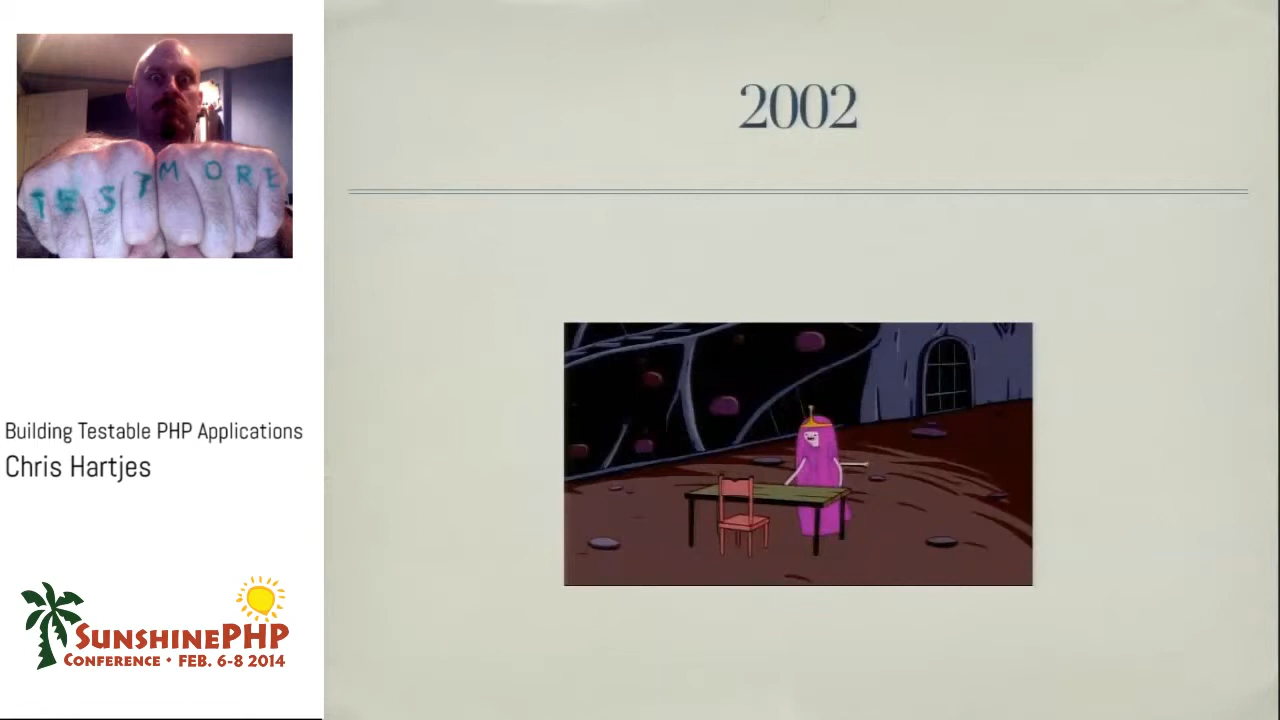 TEST MORE
Building Testable PHP Applications
Chris Hartjes
SUNSHINEPHP
CONFERENCE • FEB. 6-8 2014
2002